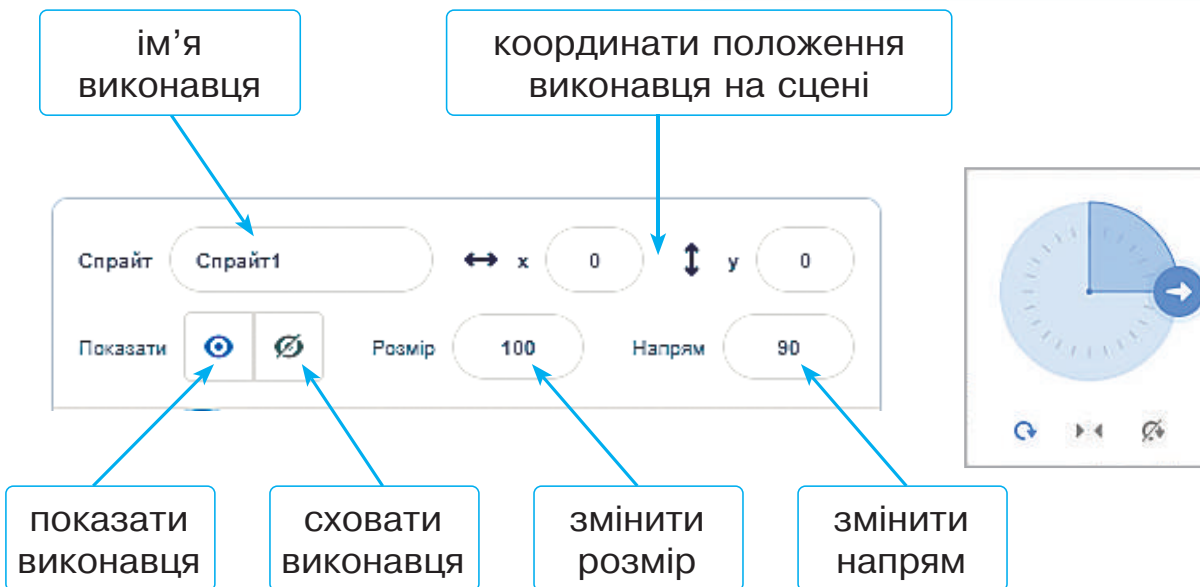 ім’я
виконавця
координати положення
виконавця на сцені
Спрайт Спрайт1 x 0 y 0
Показати Розмір 100 Напрям 90
показати
виконавця
сховати
виконавця
змінити
розмір
змінити
напрям